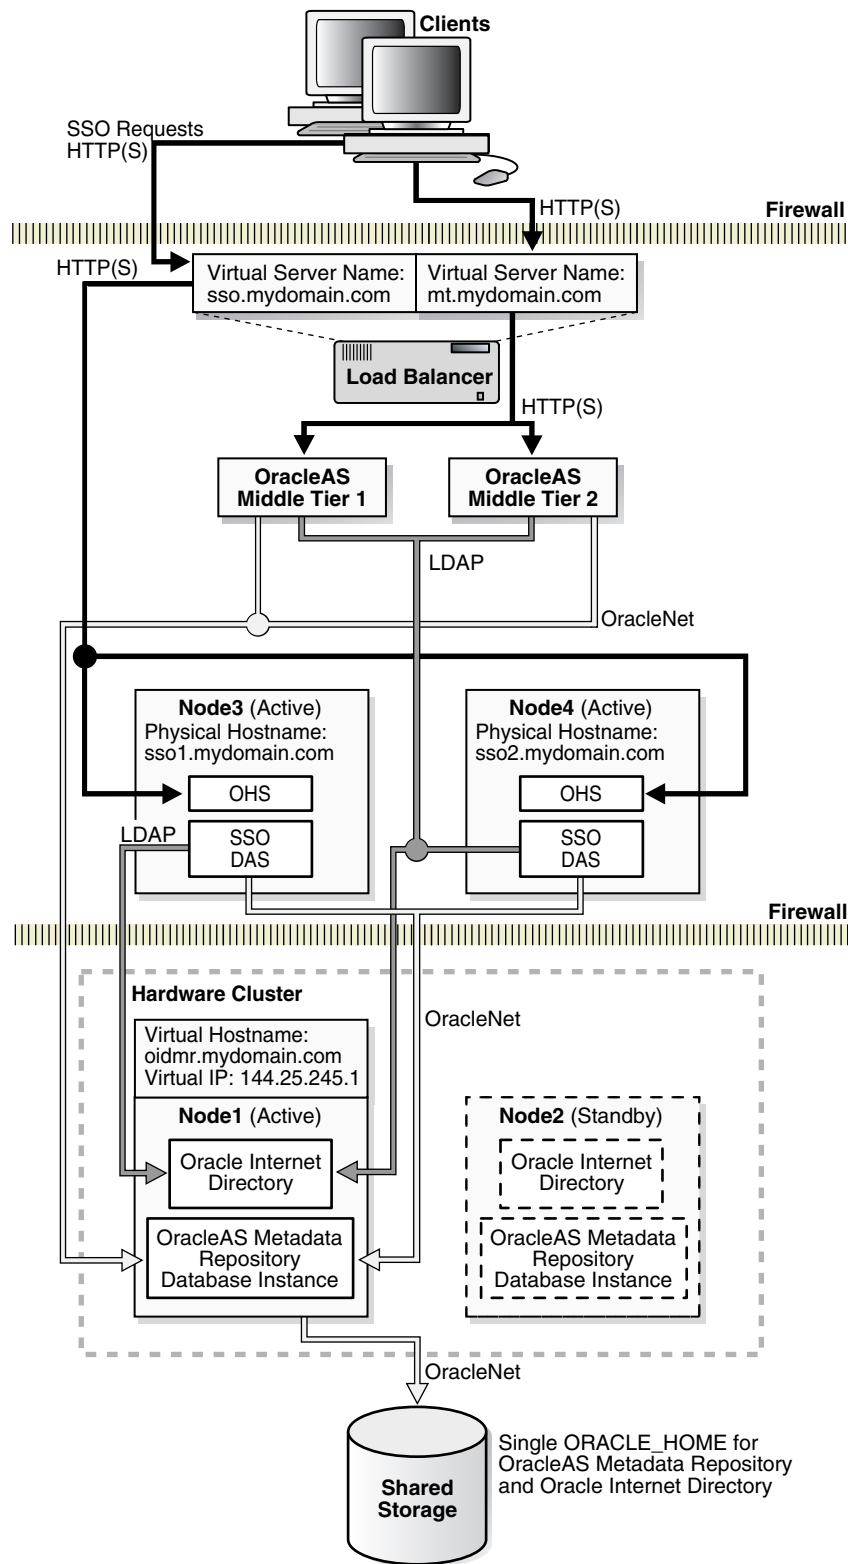 Clients
SSO Requests
HTTP(S)
HTTP(S)
Firewall
HTTP(S)
Virtual Server Name:
sso.mydomain.com
Virtual Server Name:
mt.mydomain.com
Load Balancer
HTTP(S)
OracleAS
Middle Tier 1
OracleAS
Middle Tier 2
LDAP
OracleNet
Node3 (Active)
Physical Hostname:
sso1.mydomain.com
OHS
LDAP
SSO
DAS
Node4 (Active)
Physical Hostname:
sso2.mydomain.com
OHS
SSO
DAS
Firewall
Hardware Cluster
OracleNet
Virtual Hostname:
oidmr.mydomain.com
Virtual IP: 144.25.245.1
Node1 (Active)
Oracle Internet
Directory
OracleAS Metadata
Repository
Database Instance
Node2 (Standby)
Oracle Internet
Directory
OracleAS Metadata
Repository
Database Instance
OracleNet
Shared
Storage
Single ORACLE_HOME for
OracleAS Metadata Repository
and Oracle Internet Directory